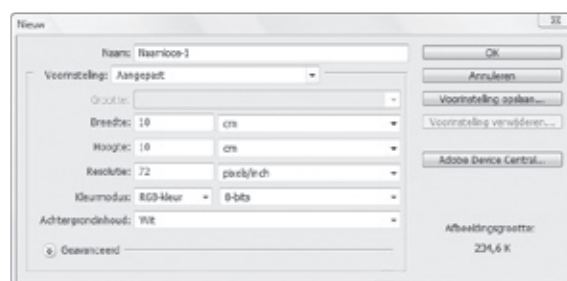 Nieuw
Naam: Naamloos-1
OK
Voorinstelling: Aangepast
Annuleren
Grootte:
Voorinstelling opslaan...
Breedte: 10 cm
Voorinstelling verwijderen...
Hoogte: 10 cm
Adobe Device Central...
Resolutie: 72 pixels/inch
Kleurmodus: RGB-kleur 8-bits
Achtergrondinhoud: Wit
Afbeeldingsgrootte:
Geavanceerd
234,6 K